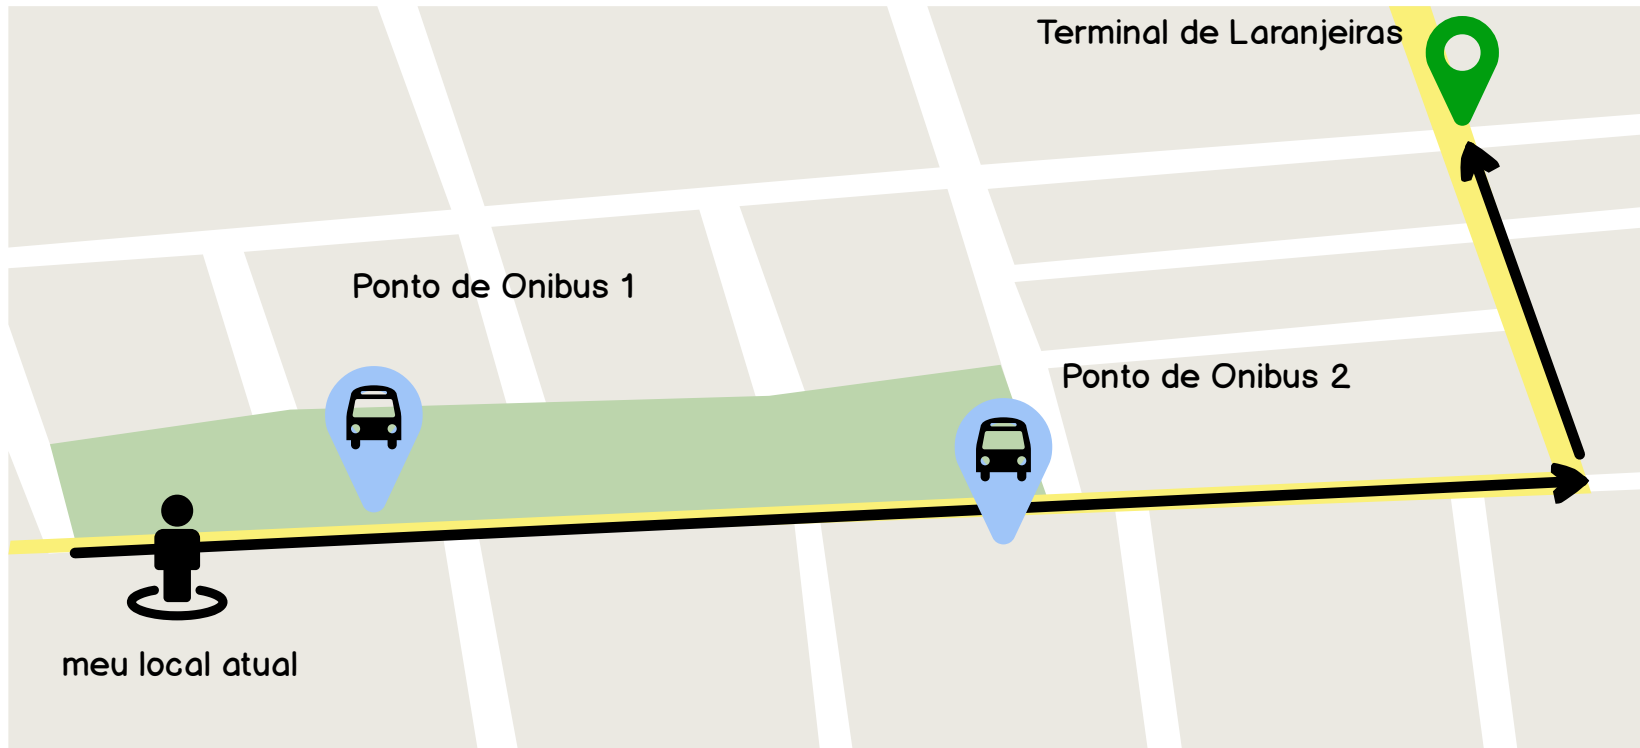 Terminal de Laranjeiras
Ponto de Onibus 1
Ponto de Onibus 2
meu local atual